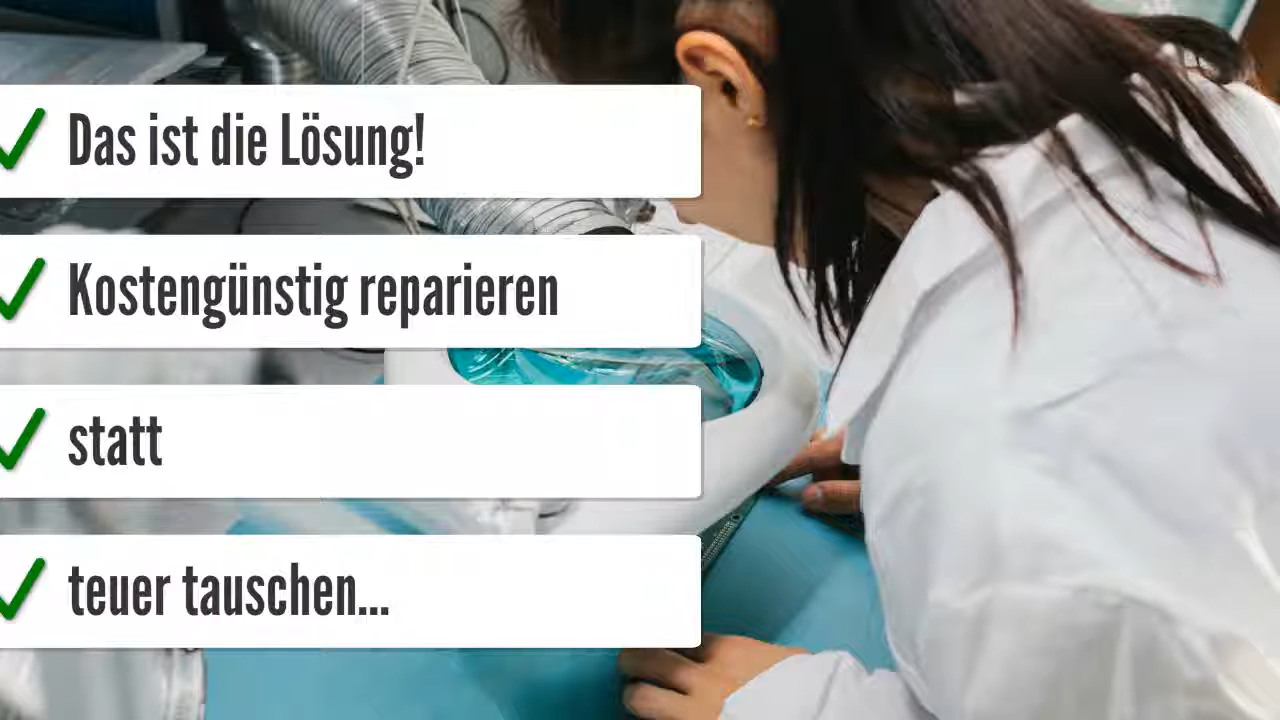 Das ist die Lösung!
Kostengünstig reparieren
statt
teuer tauschen...